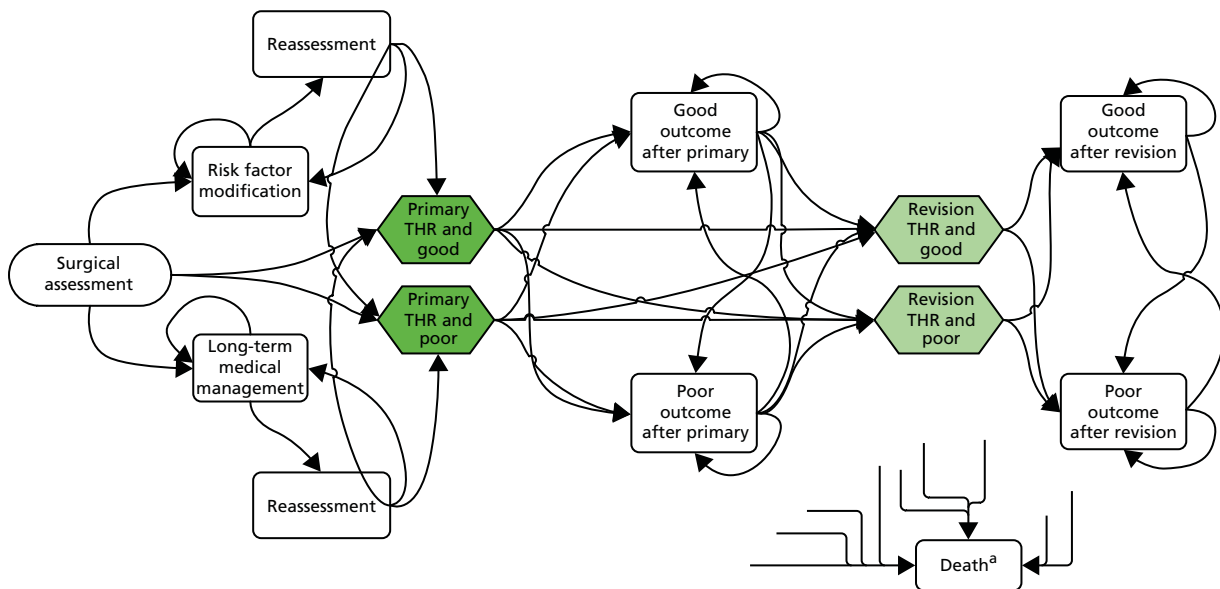 Reassessment
Risk factor
modification
Surgical
assessment
Long-term
medical
management
Reassessment
Primary
THR and
good
Primary
THR and
poor
Good
outcome
after primary
Poor
outcome
after primary
Revision
THR and
good
Revision
THR and
poor
Good
outcome
after revision
Poor
outcome
after revision
Deathᵃ